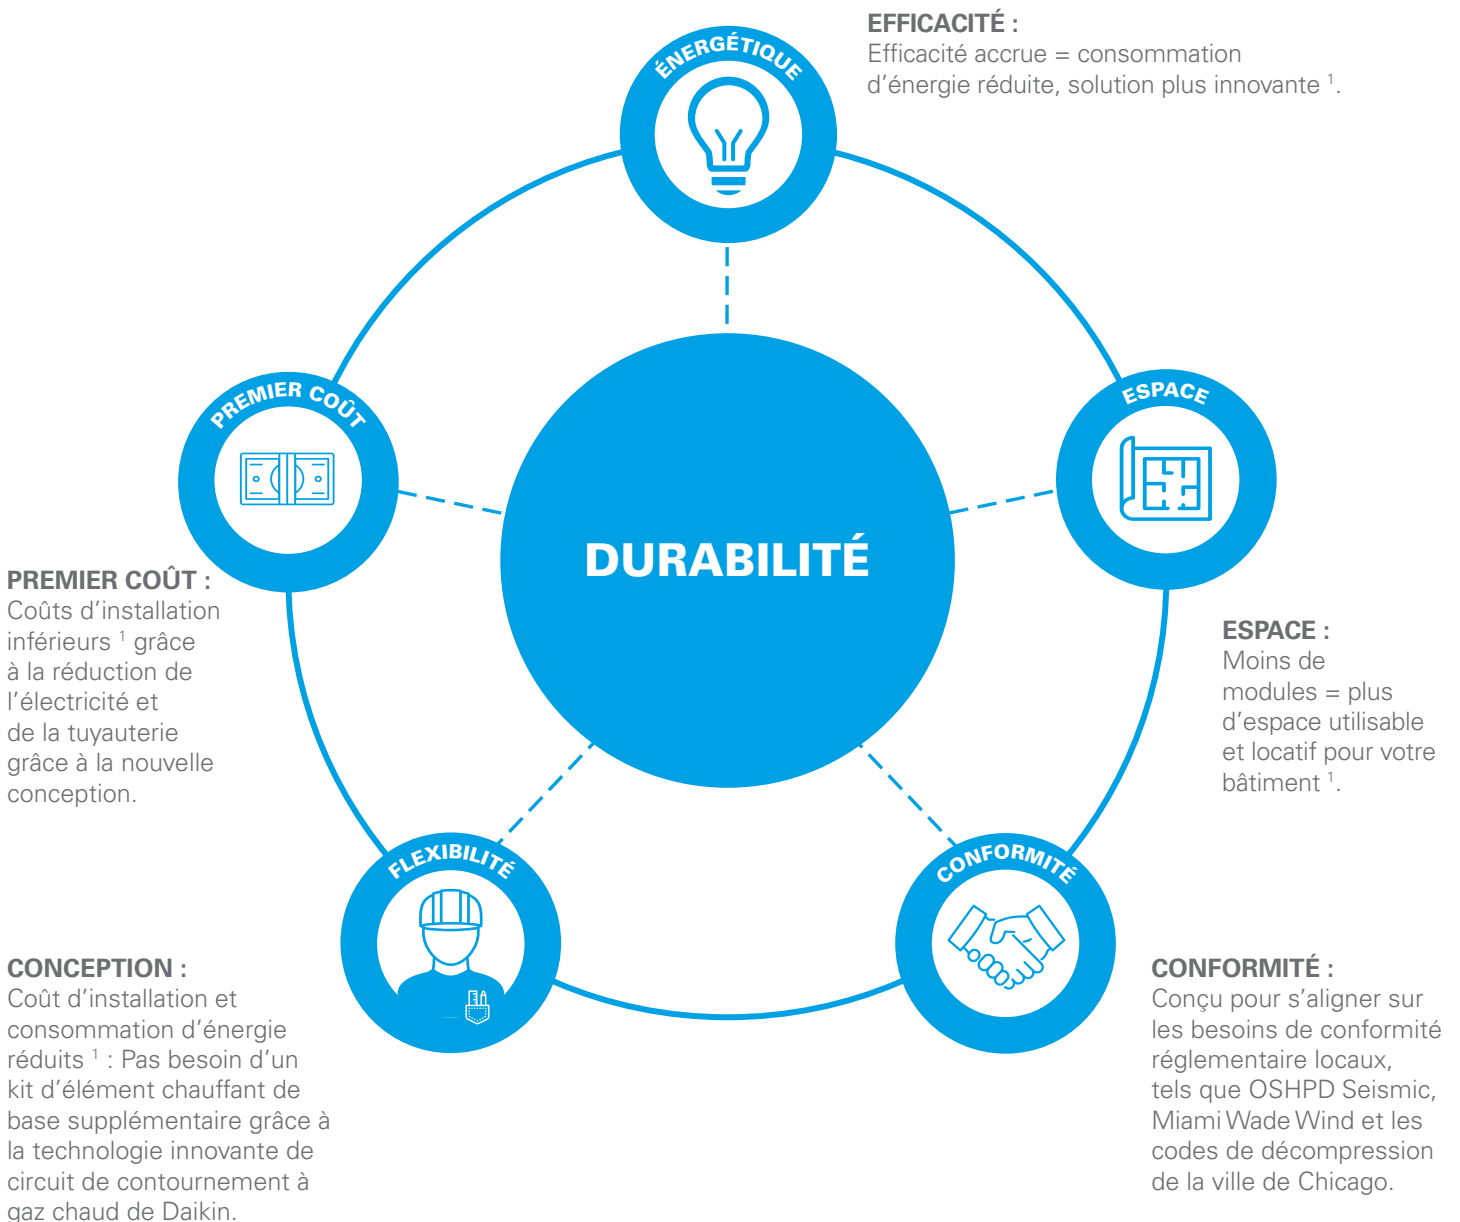 EFFICACITÉ :
Efficacité accrue = consommation
d’énergie réduite, solution plus innovante ¹.
ÉNERGÉTIQUE
PREMIER COÛT
ESPACE
DURABILITÉ
PREMIER COÛT :
Coûts d’installation
inférieurs ¹ grâce
à la réduction de
l’électricité et
de la tuyauterie
grâce à la nouvelle
conception.
ESPACE :
Moins de
modules = plus
d’espace utilisable
et locatif pour votre
bâtiment ¹.
FLEXIBILITÉ
CONFORMITÉ
CONCEPTION :
Coût d’installation et
consommation d’énergie
réduits ¹ : Pas besoin d’un
kit d’élément chauffant de
base supplémentaire grâce à
la technologie innovante de
circuit de contournement à
gaz chaud de Daikin.
CONFORMITÉ :
Conçu pour s’aligner sur
les besoins de conformité
réglementaire locaux,
tels que OSHPD Seismic,
Miami Wade Wind et les
codes de décompression
de la ville de Chicago.